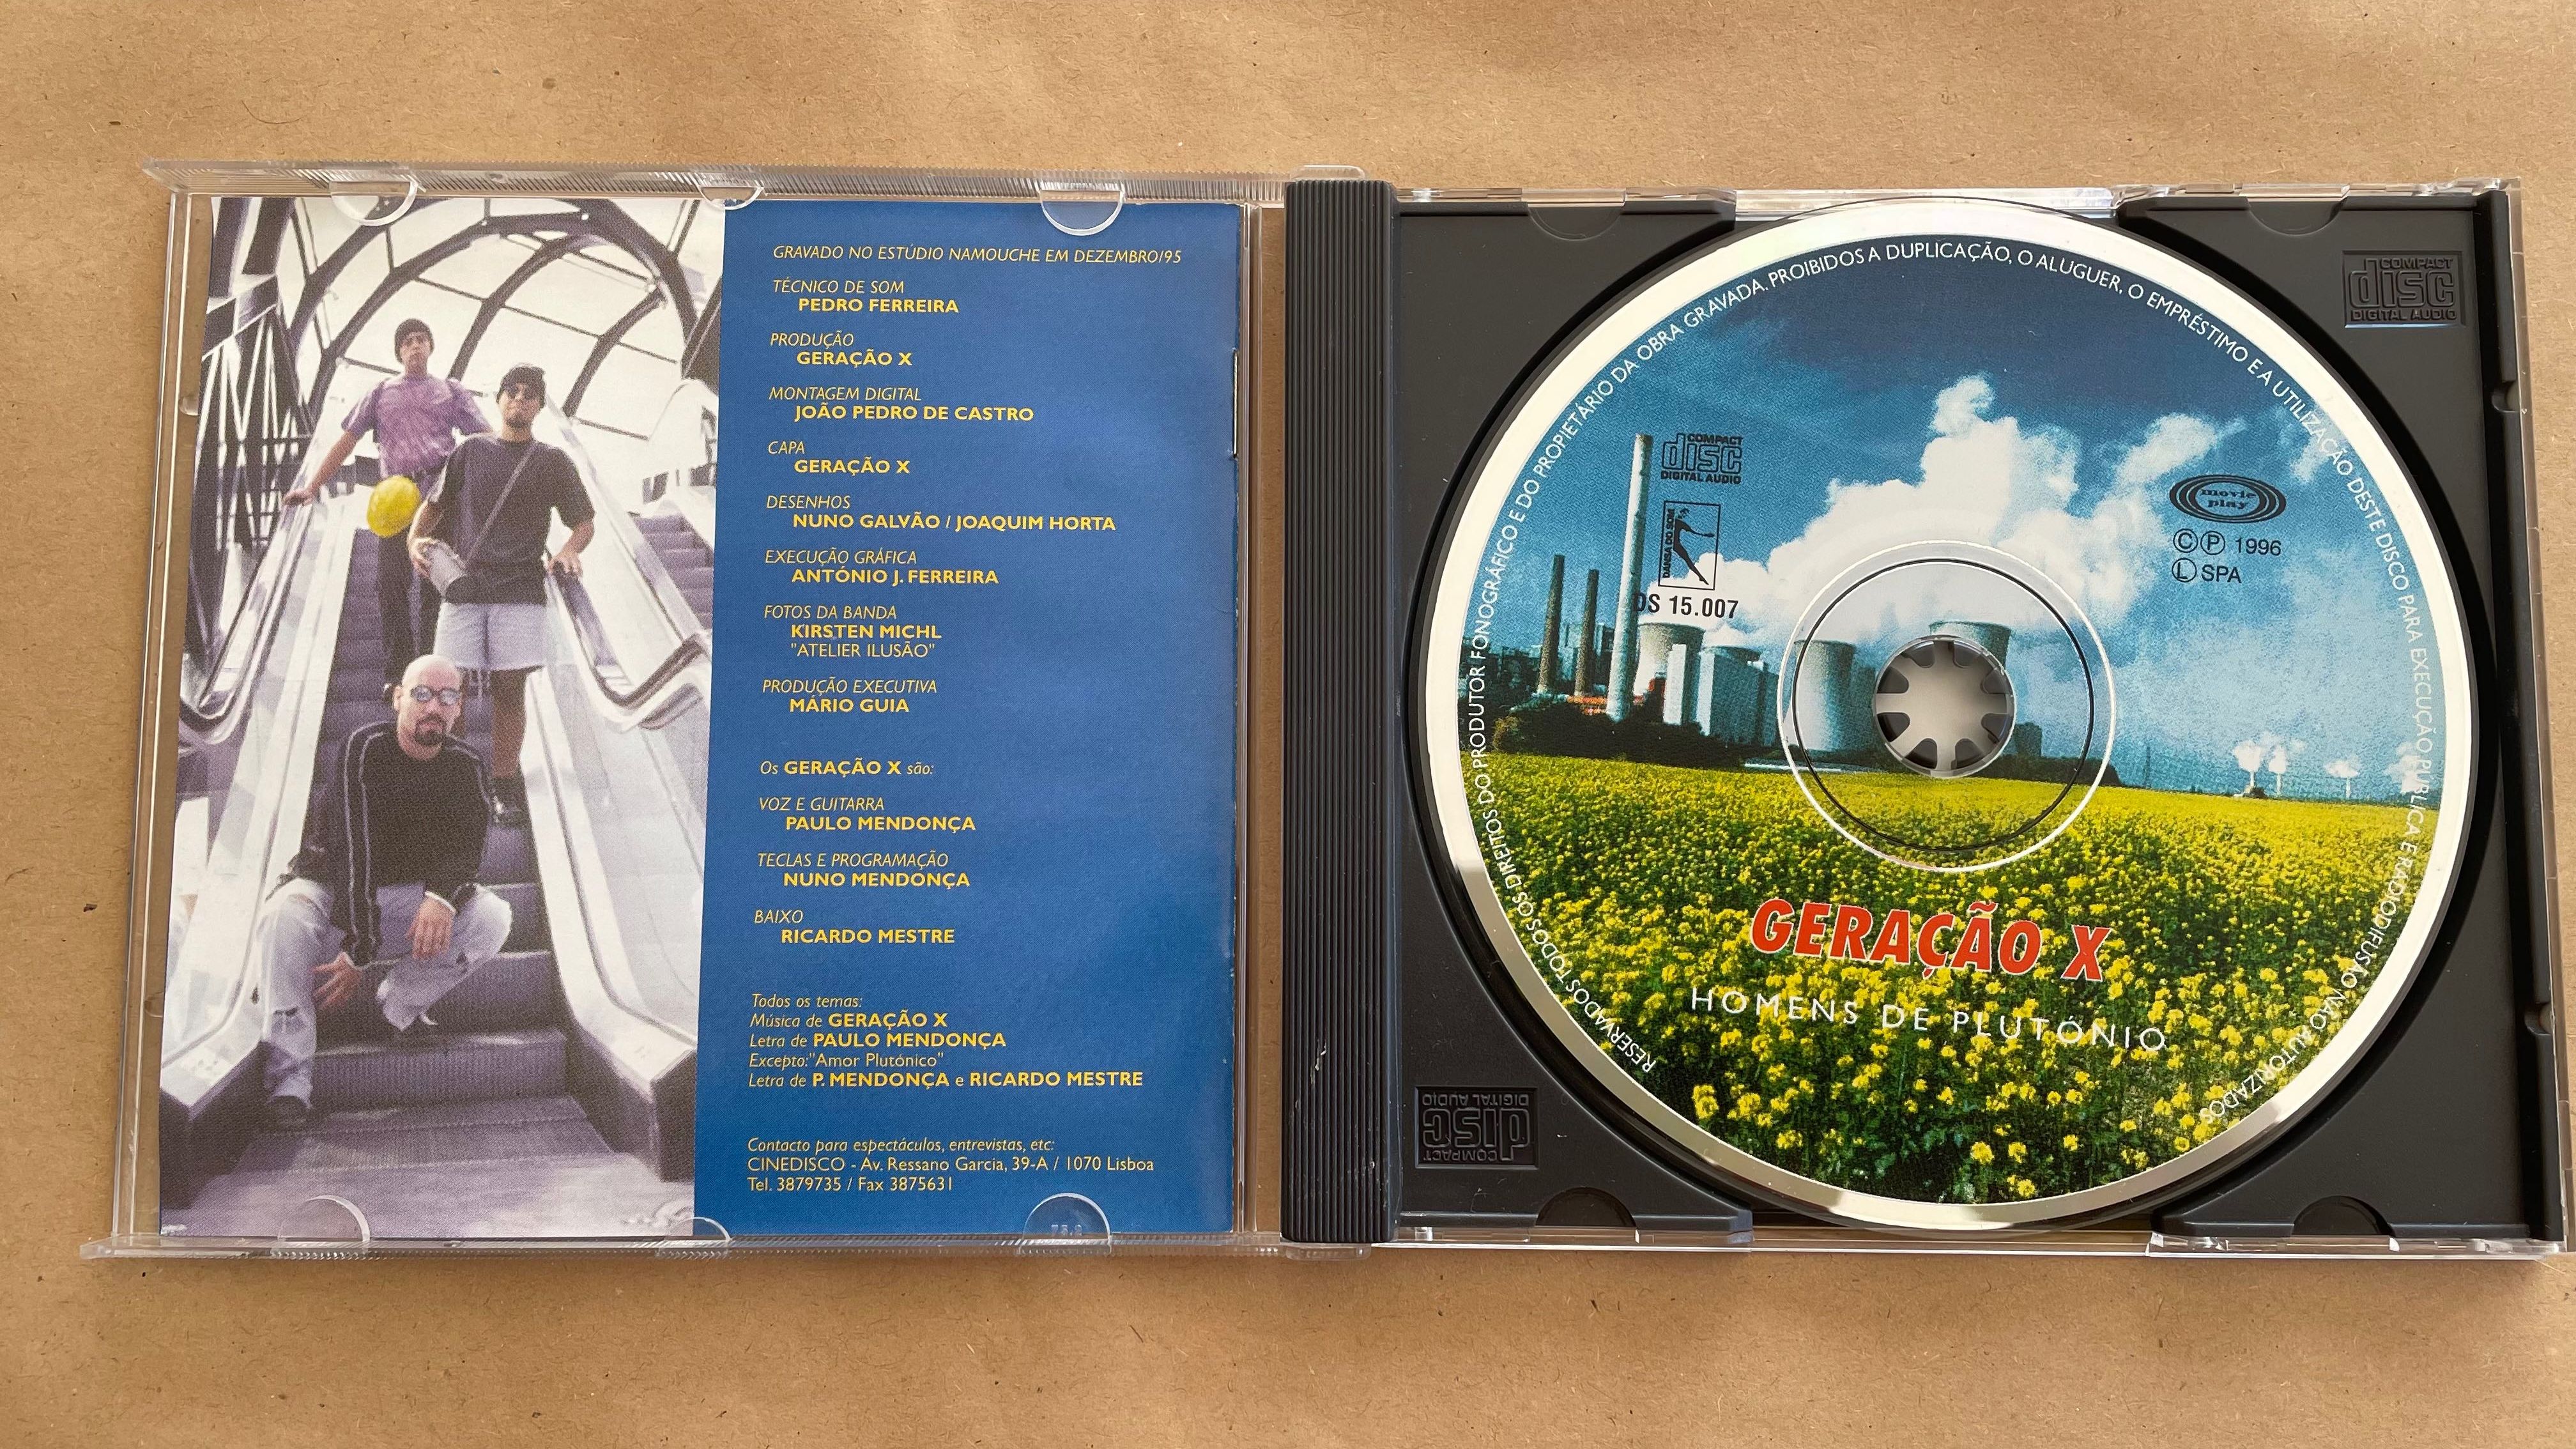 GRAVADO NO ESTÚDIO NAMOUCHE EM DEZEMBRO/95
TÉCNICO DE SOM
PEDRO FERREIRA
PRODUÇÃO
GERAÇÃO X
MONTAGEM DIGITAL
JOÃO PEDRO DE CASTRO
CAPA
GERAÇÃO X
DESENHOS
NUNO GALVÃO / JOAQUIM HORTA
EXECUÇÃO GRÁFICA
ANTÓNIO J. FERREIRA
FOTOS DA BANDA
KIRSTEN MICHL
"ATELIER ILUSÃO"
PRODUÇÃO EXECUTIVA
MÁRIO GUIA
Os GERAÇÃO X são:
VOZ E GUITARRA
PAULO MENDONÇA
TECLAS E PROGRAMAÇÃO
NUNO MENDONÇA
BAIXO
RICARDO MESTRE
Todos os temas:
Música de GERAÇÃO X
Letra de PAULO MENDONÇA
Excepto:"Amor Plutónico"
Letra de P. MENDONÇA e RICARDO MESTRE
Contacto para espectáculos, entrevistas, etc:
CINEDISCO - Av. Ressano Garcia, 39-A / 1070 Lisboa
Tel. 3879735 / Fax 3875631
RESERVADOS TODOS OS DIREITOS DO PRODUTOR FONOGRÁFICO E DO PROPIETÁRIO DA OBRA GRAVADA. PROIBIDOS A DUPLICAÇÃO, O ALUGUER, O EMPRÉSTIMO E A UTILIZAÇÃO DESTE DISCO PARA EXECUÇÃO PUBLICA E RADIODIFUSÃO NÃO AUTORIZADOS
COMPACT
disc
DIGITAL AUDIO
DANSA DO SOM
DS 15.007
movie
play
Ⓒ Ⓟ 1996
Ⓛ SPA
GERAÇÃO X
HOMENS DE PLUTÓNIO
COMPACT
disc
DIGITAL AUDIO
COMPACT
disc
DIGITAL AUDIO